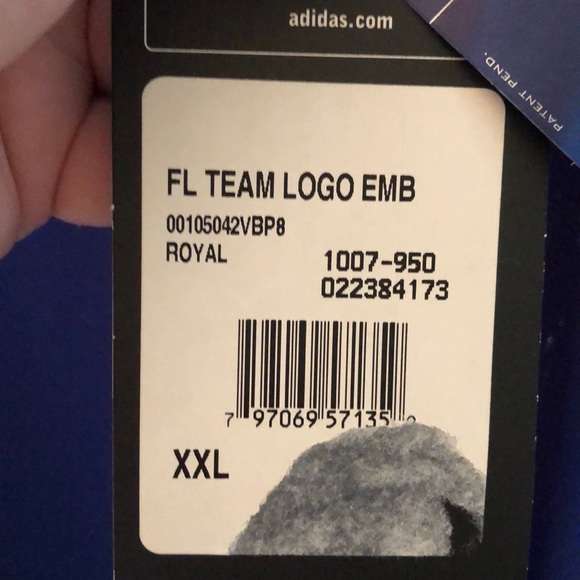 adidas.com
PATENT PEND.
FL TEAM LOGO EMB
00105042VBP8
ROYAL
1007-950
022384173
7 97069 57135
XXL